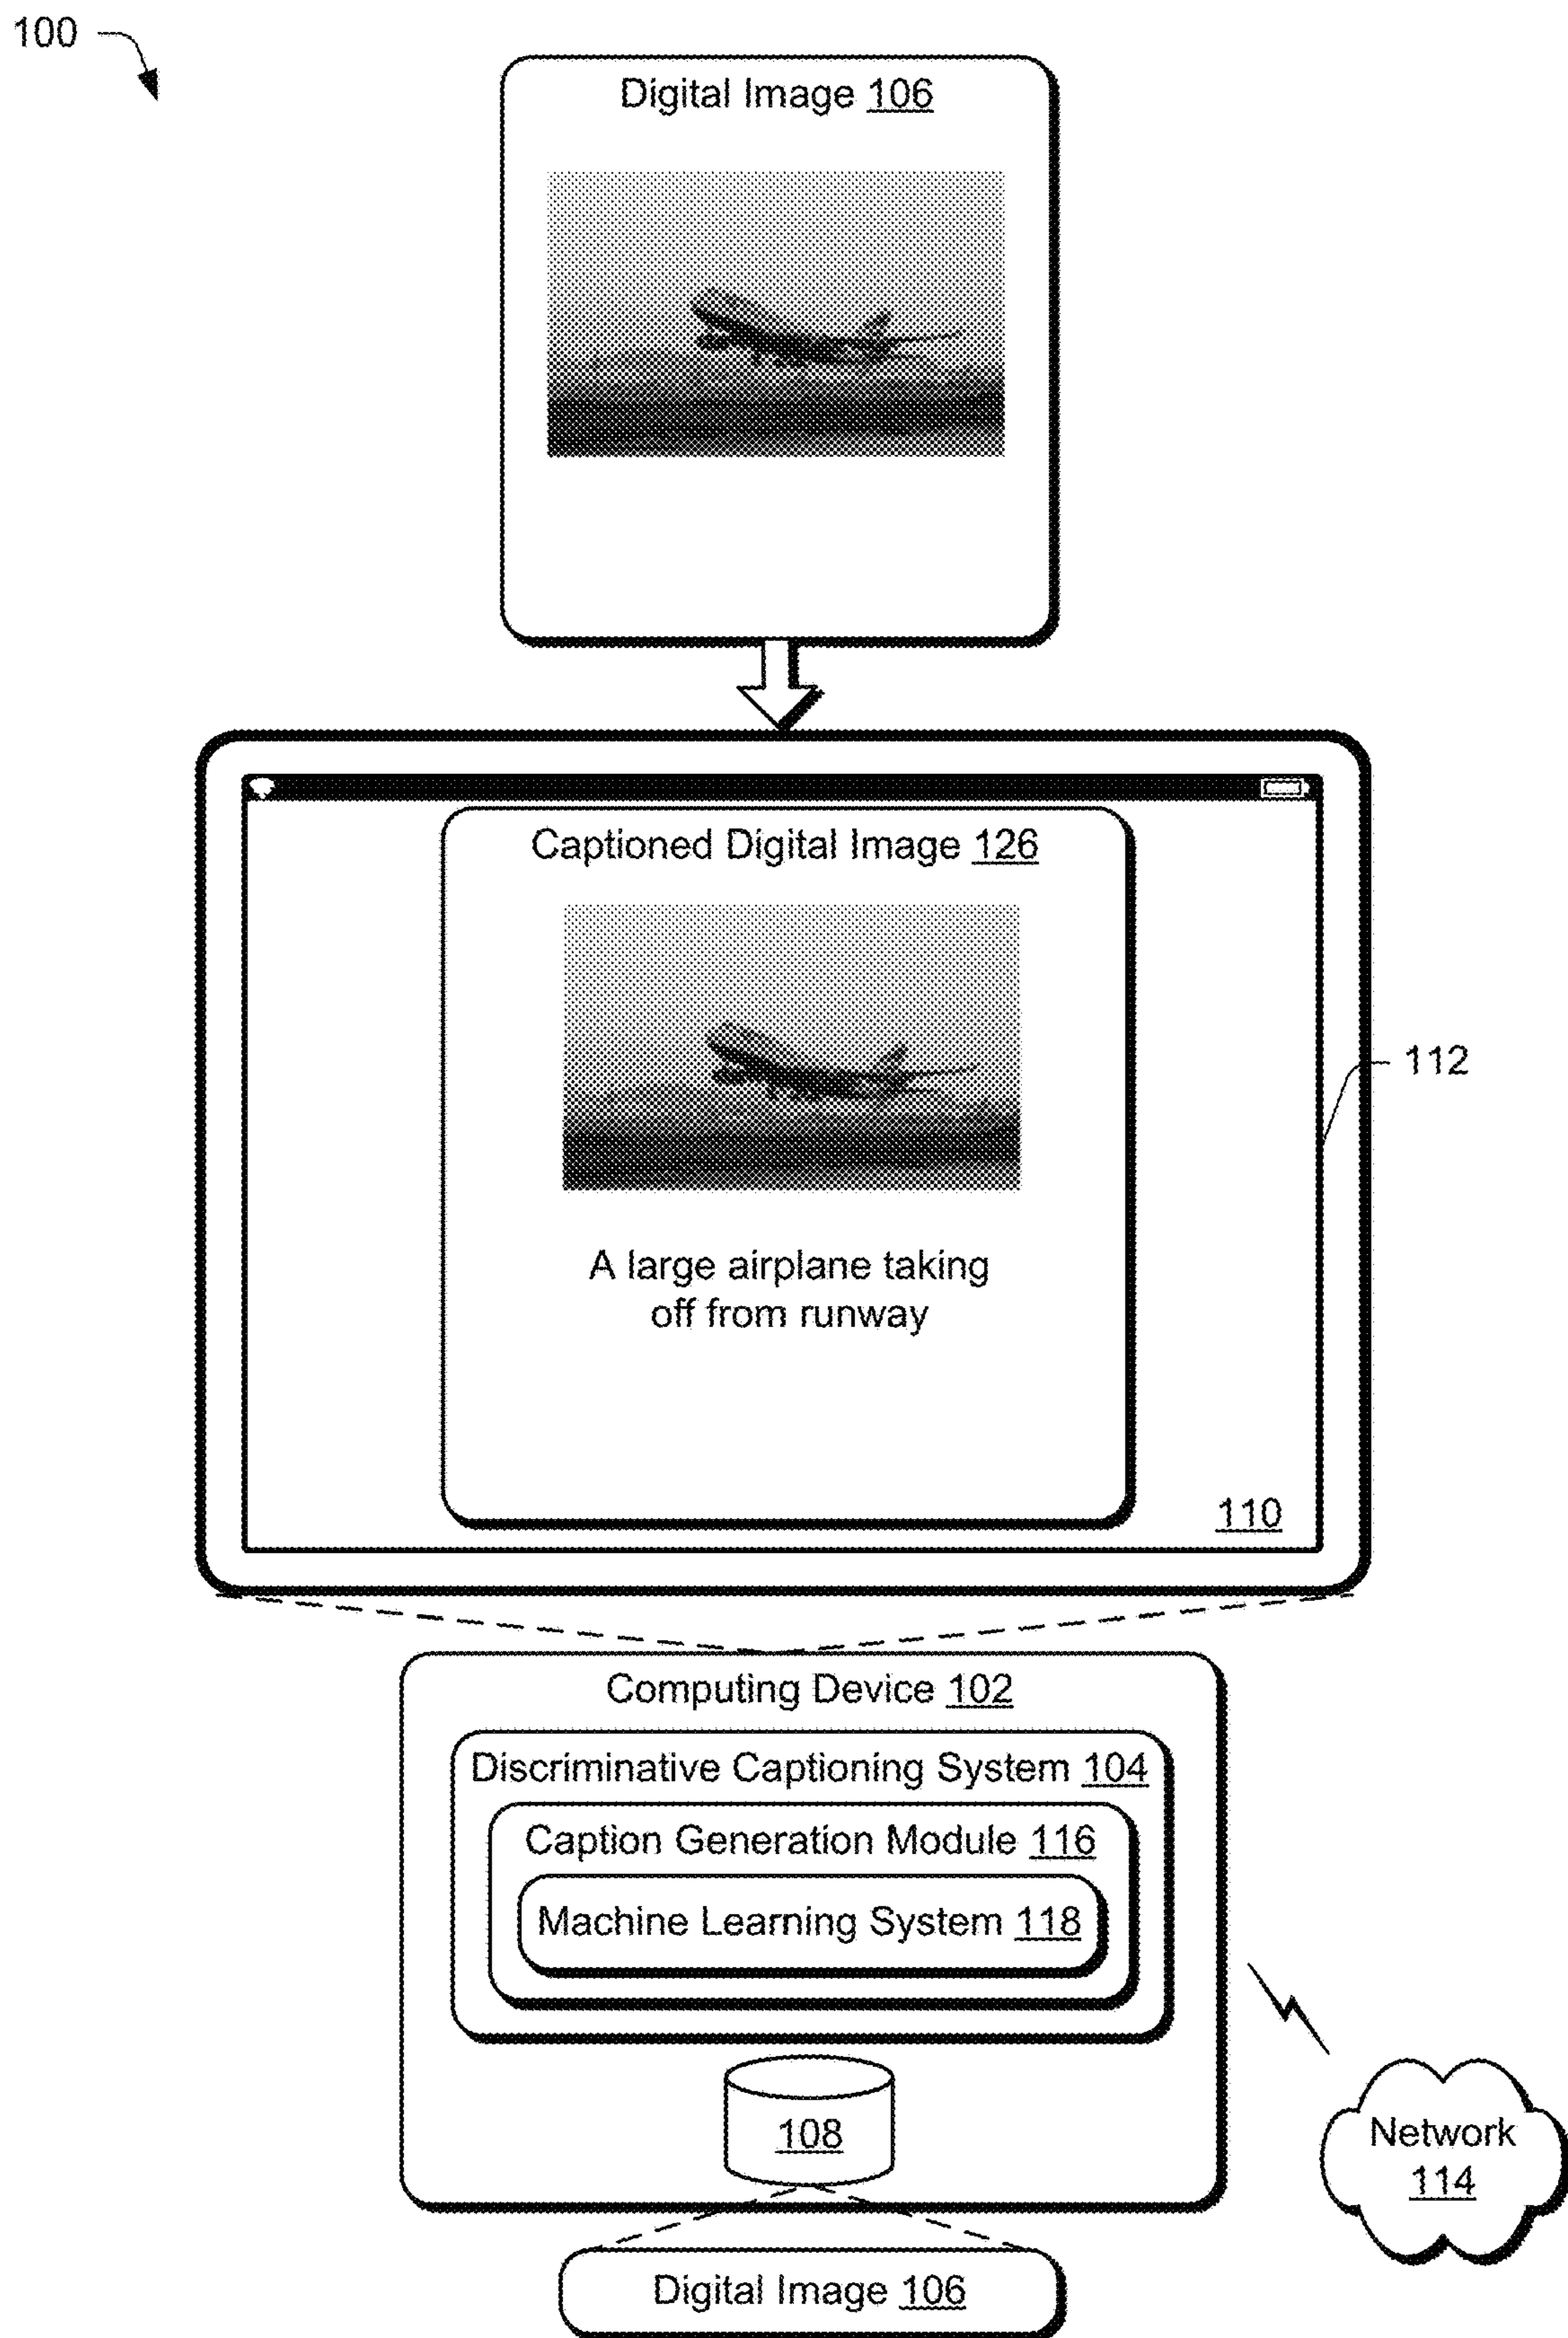 100
Digital Image 106
Captioned Digital Image 126
112
A large airplane taking
off from runway
110
Computing Device 102
Discriminative Captioning System 104
Caption Generation Module 116
Machine Learning System 118
108
Network
114
Digital Image 106